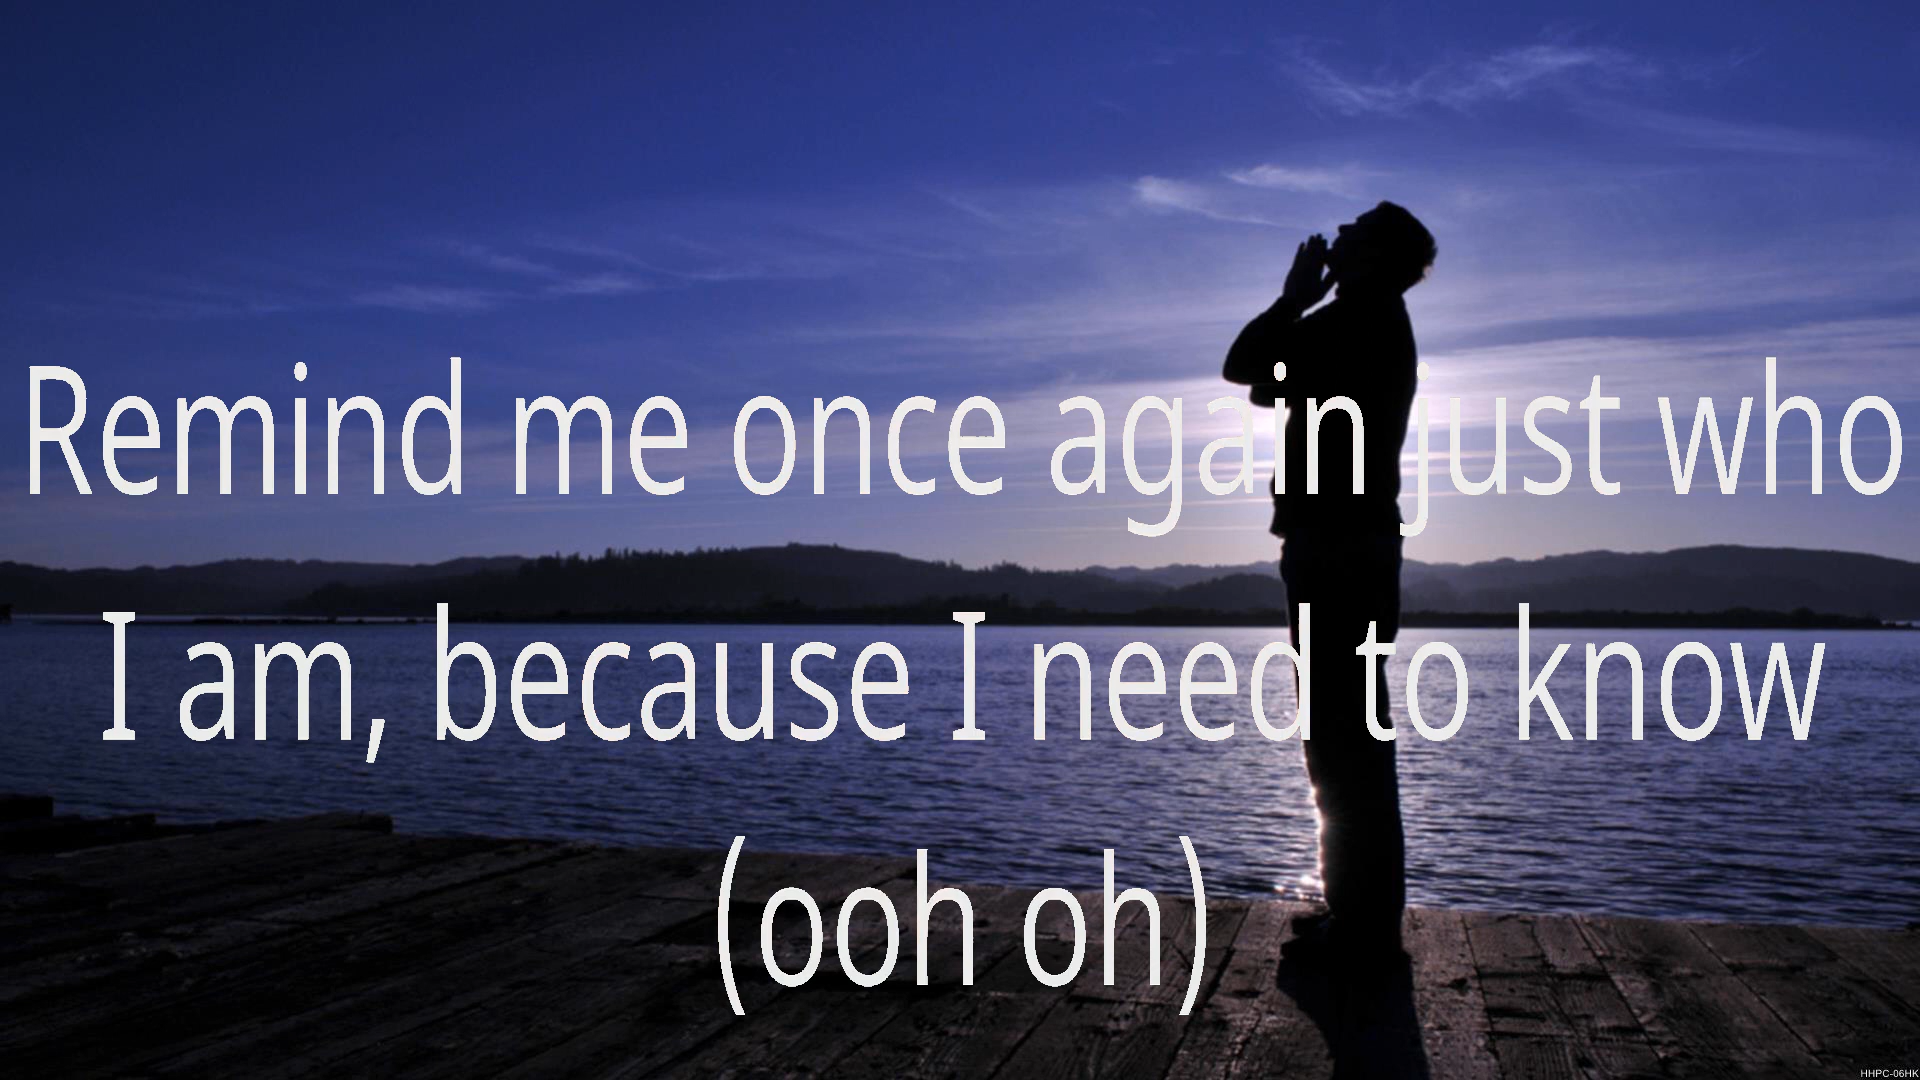 Remind me once again just who
I am, because I need to know
(ooh oh)
HHPC-06HK